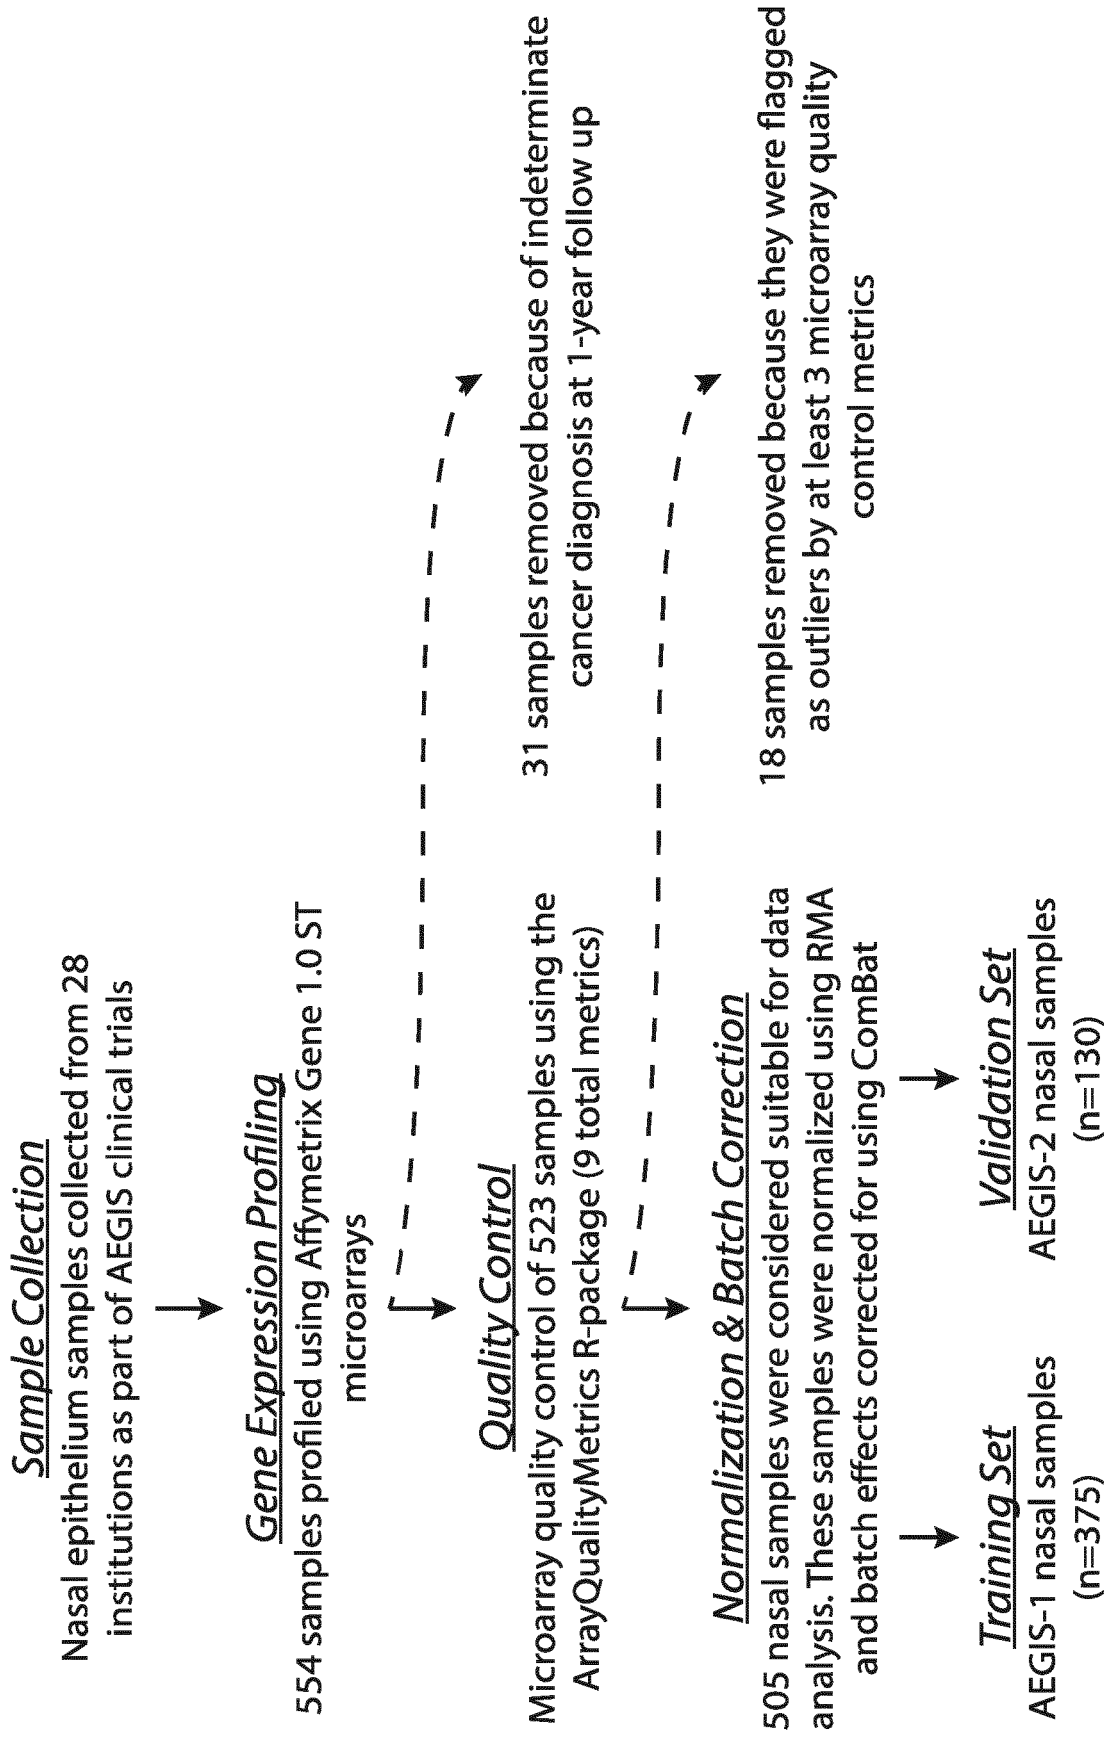 Sample Collection
Nasal epithelium samples collected from 28
institutions as part of AEGIS clinical trials
Gene Expression Profiling
554 samples profiled using Affymetrix Gene 1.0 ST
microarrays
31 samples removed because of indeterminate
cancer diagnosis at 1-year follow up
Quality Control
Microarray quality control of 523 samples using the
ArrayQualityMetrics R-package (9 total metrics)
18 samples removed because they were flagged
as outliers by at least 3 microarray quality
control metrics
Normalization & Batch Correction
505 nasal samples were considered suitable for data
analysis. These samples were normalized using RMA
and batch effects corrected for using ComBat
Training Set
AEGIS-1 nasal samples
(n=375)
Validation Set
AEGIS-2 nasal samples
(n=130)